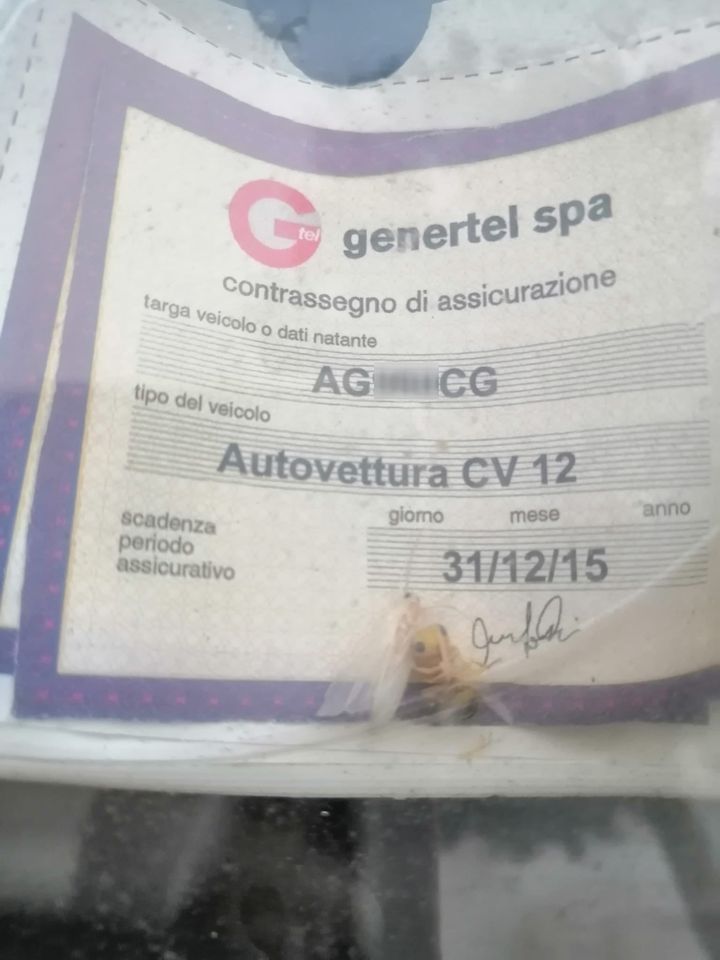 G tel genertel spa
contrassegno di assicurazione
targa veicolo o dati natante
AG CG
tipo del veicolo
Autovettura CV 12
scadenza
periodo
assicurativo
giorno mese anno
31/12/15